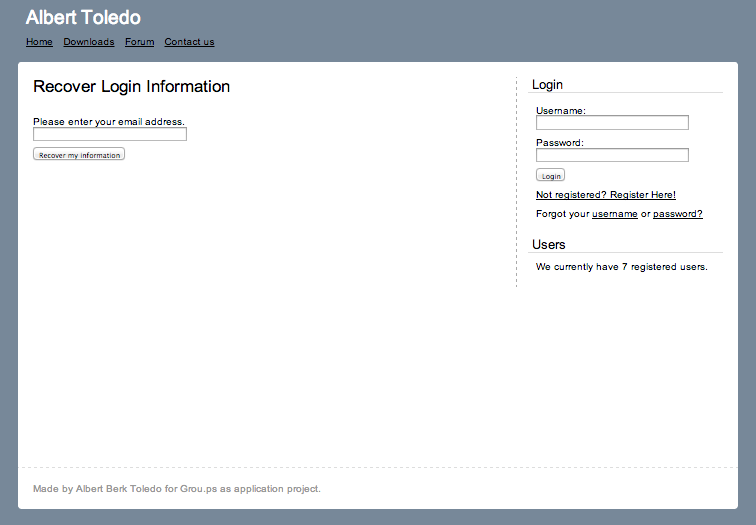 Albert Toledo
Home Downloads Forum Contact us
Recover Login Information
Please enter your email address.
Recover my information
Login
Username:
Password:
Login
Not registered? Register Here!
Forgot your username or password?
Users
We currently have 7 registered users.
Made by Albert Berk Toledo for Grou.ps as application project.